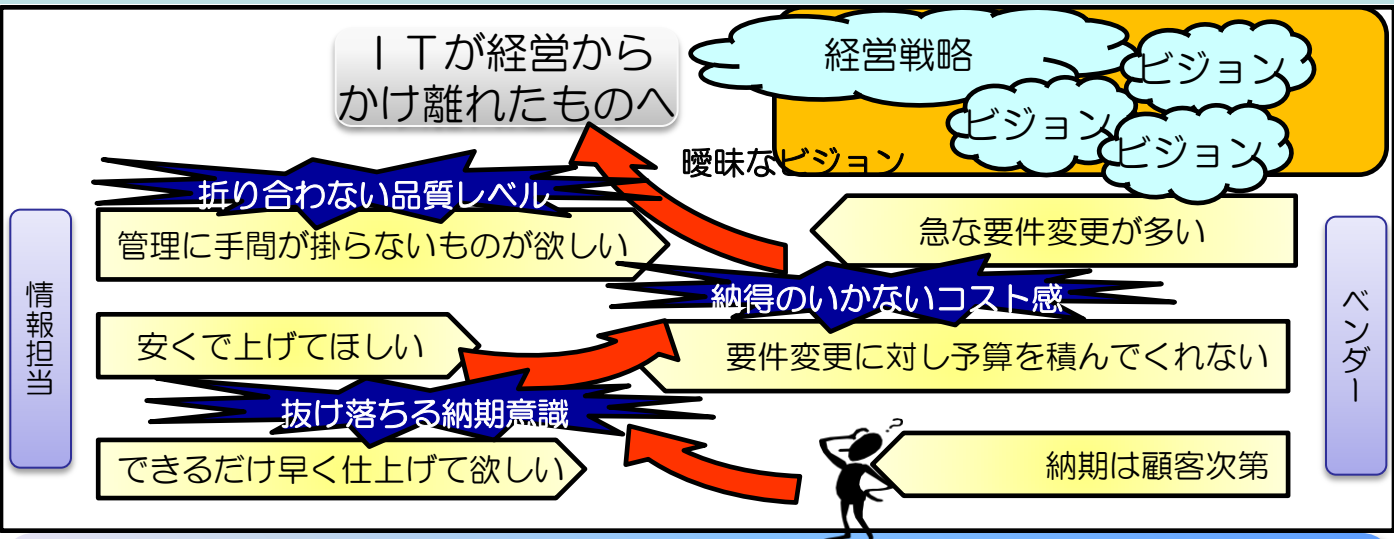 ＩＴが経営から
かけ離れたものへ
経営戦略
ビジョン
ビジョン
ビジョン
曖昧なビジョン
折り合わない品質レベル
管理に手間が掛らないものが欲しい
急な要件変更が多い
納得のいかないコスト感
情報担当
ベンダー
安くで上げてほしい
要件変更に対し予算を積んでくれない
抜け落ちる納期意識
できるだけ早く仕上げて欲しい
納期は顧客次第
?